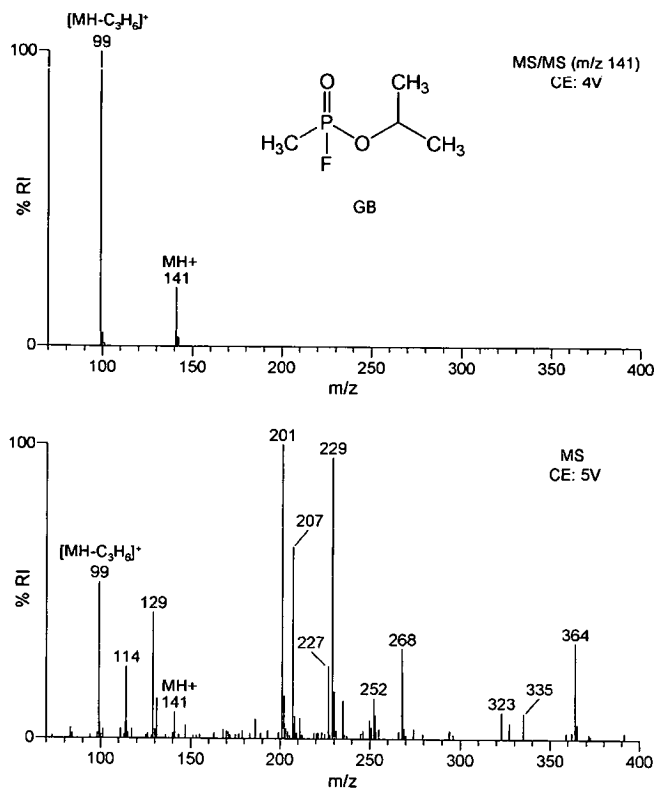 [MH-C₃H₆]⁺
99
100
MS/MS (m/z 141)
CE: 4V
O
CH₃
P
H₃C
O
CH₃
F
GB
% RI
MH+
141
0
100
150
200
250
300
350
400
m/z
100
201
229
MS
CE: 5V
207
[MH-C₃H₆]⁺
99
% RI
129
114
227
268
364
MH+
141
252
323
335
0
100
150
200
250
300
350
400
m/z